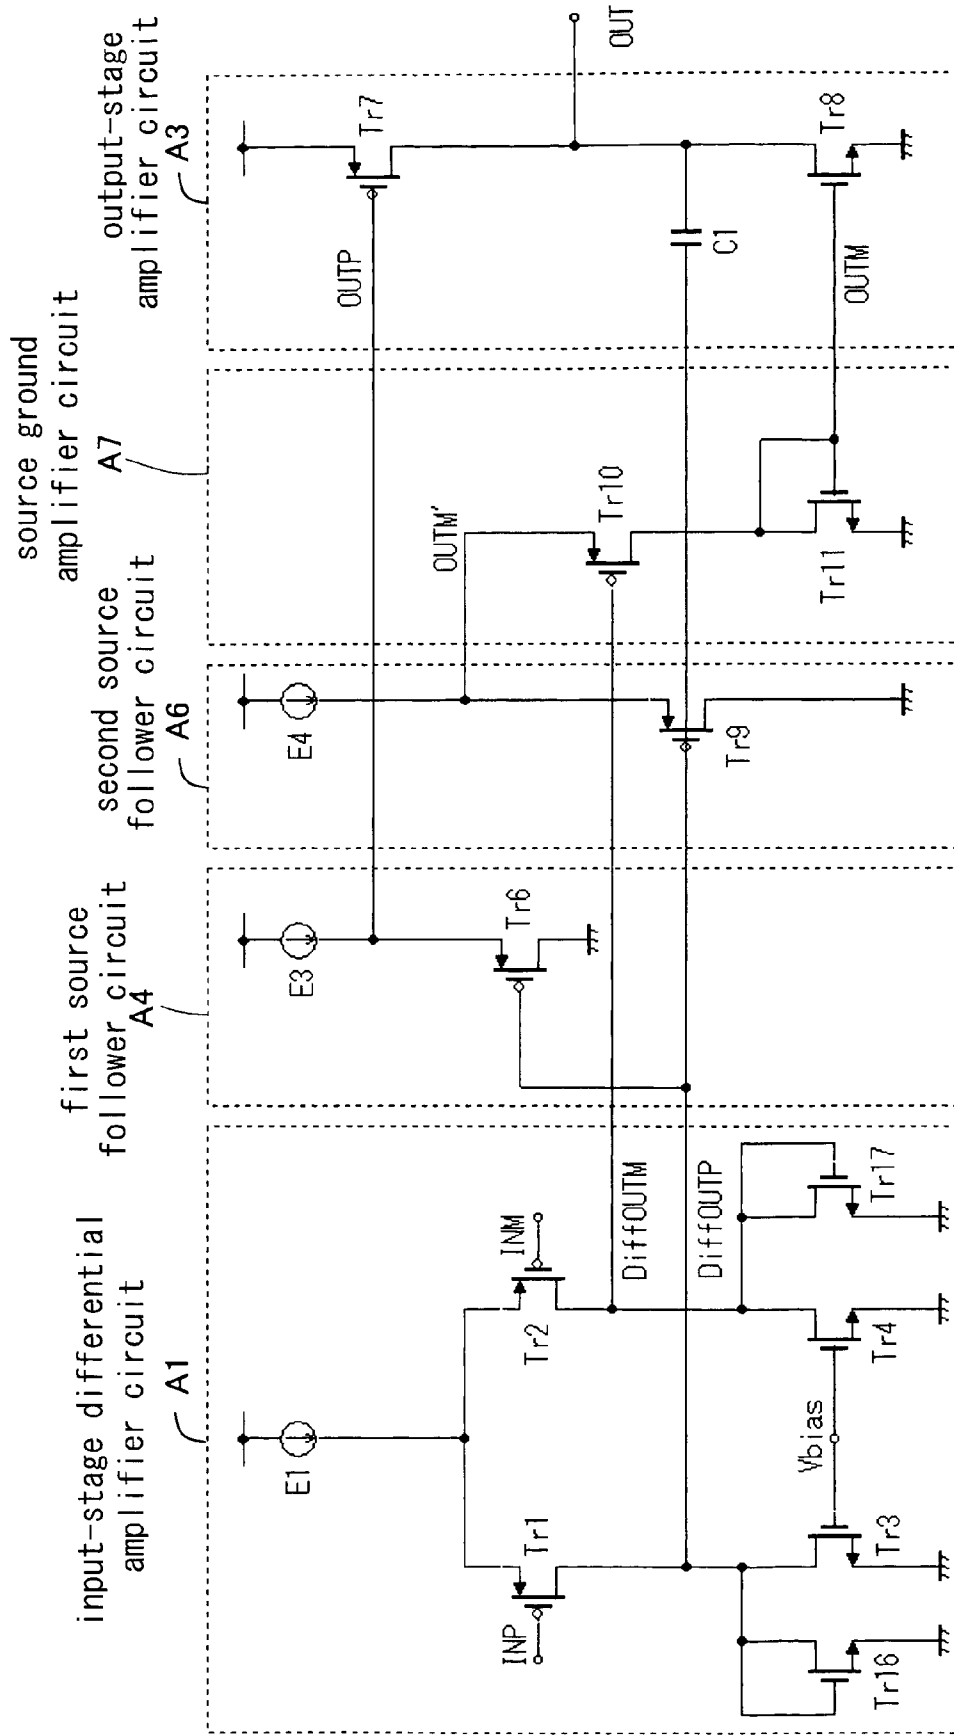 input-stage differential
amplifier circuit
A1
first source
follower circuit
A4
second source
follower circuit
A6
source ground
amplifier circuit
A7
output-stage
amplifier circuit
A3
E1
INP
Tr1
Tr2
INM
DiffOUTM
DiffOUTP
Vbias
Tr16
Tr3
Tr4
Tr17
E3
Tr6
E4
Tr9
OUTM'
Tr10
Tr11
OUTP
Tr7
C1
OUTM
Tr8
OUT